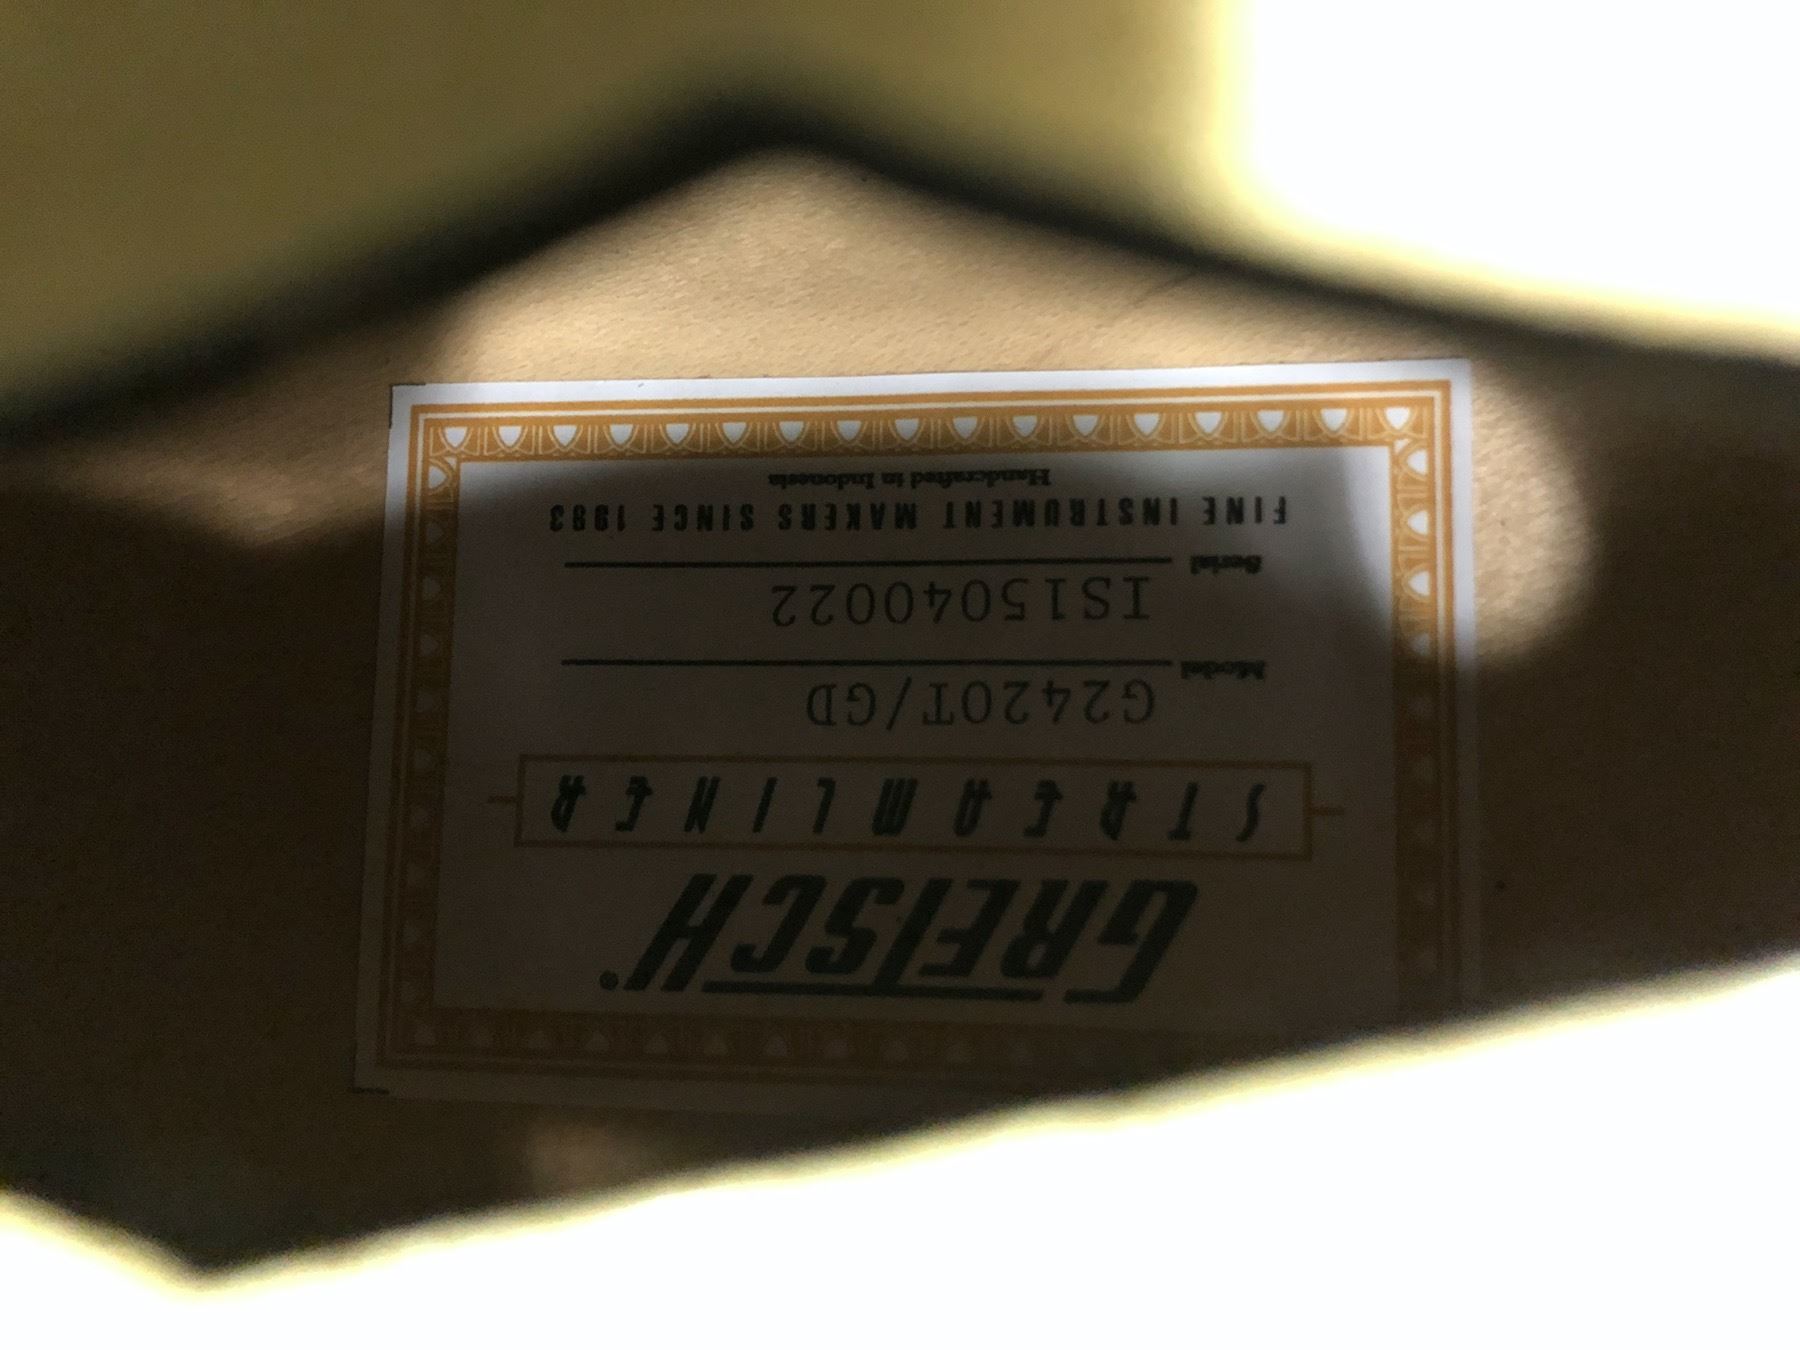 GRETSCH®
STREAMLINER
Model G2420T/GD
Serial IS15040022
FINE INSTRUMENT MAKERS SINCE 1883
Handcrafted in Indonesia